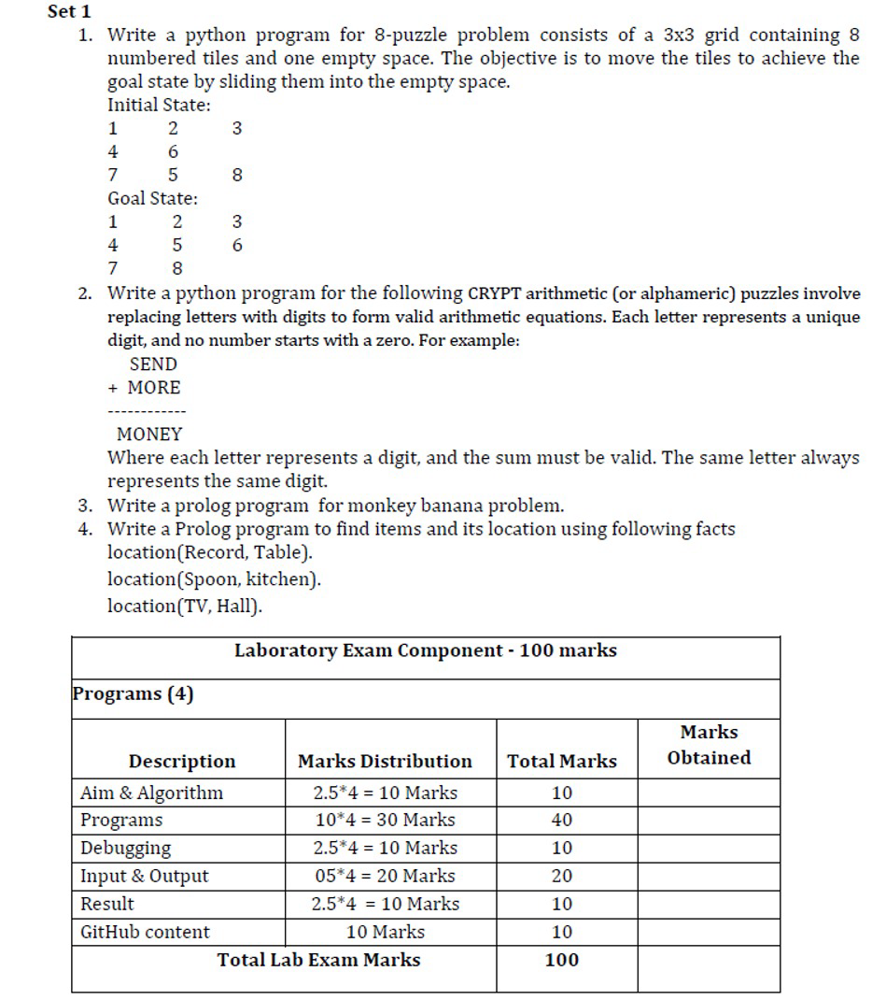 Set 1
1. Write a python program for 8-puzzle problem consists of a 3x3 grid containing 8
numbered tiles and one empty space. The objective is to move the tiles to achieve the
goal state by sliding them into the empty space.
Initial State:
1 2 3
4 6
7 5 8
Goal State:
1 2 3
4 5 6
7 8
2. Write a python program for the following CRYPT arithmetic (or alphameric) puzzles involve
replacing letters with digits to form valid arithmetic equations. Each letter represents a unique
digit, and no number starts with a zero. For example:
SEND
+ MORE
------------
MONEY
Where each letter represents a digit, and the sum must be valid. The same letter always
represents the same digit.
3. Write a prolog program for monkey banana problem.
4. Write a Prolog program to find items and its location using following facts
location(Record, Table).
location(Spoon, kitchen).
location(TV, Hall).
Laboratory Exam Component - 100 marks
Programs (4)
Description Marks Distribution Total Marks Marks
Obtained
Aim & Algorithm 2.5*4 = 10 Marks 10
Programs 10*4 = 30 Marks 40
Debugging 2.5*4 = 10 Marks 10
Input & Output 05*4 = 20 Marks 20
Result 2.5*4 = 10 Marks 10
GitHub content 10 Marks 10
Total Lab Exam Marks 100